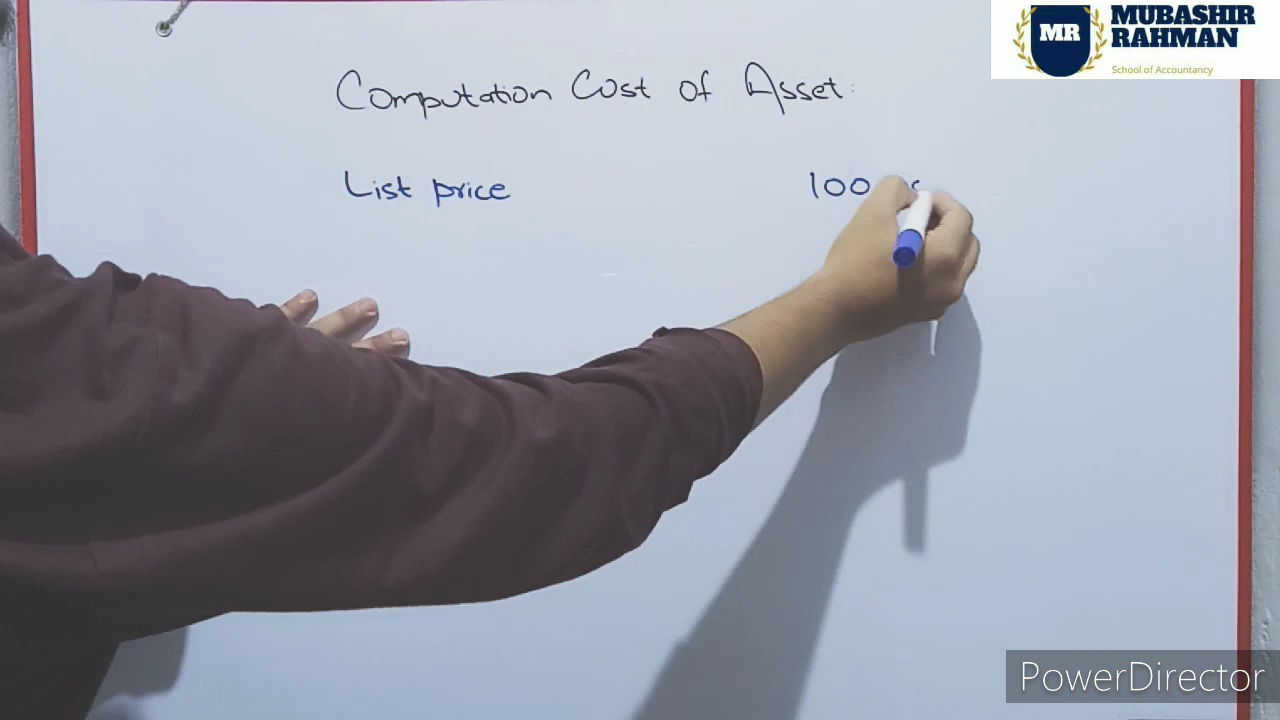 MR
MUBASHIR
RAHMAN
School of Accountancy
Computation Cost of Asset:
List price 100
PowerDirector